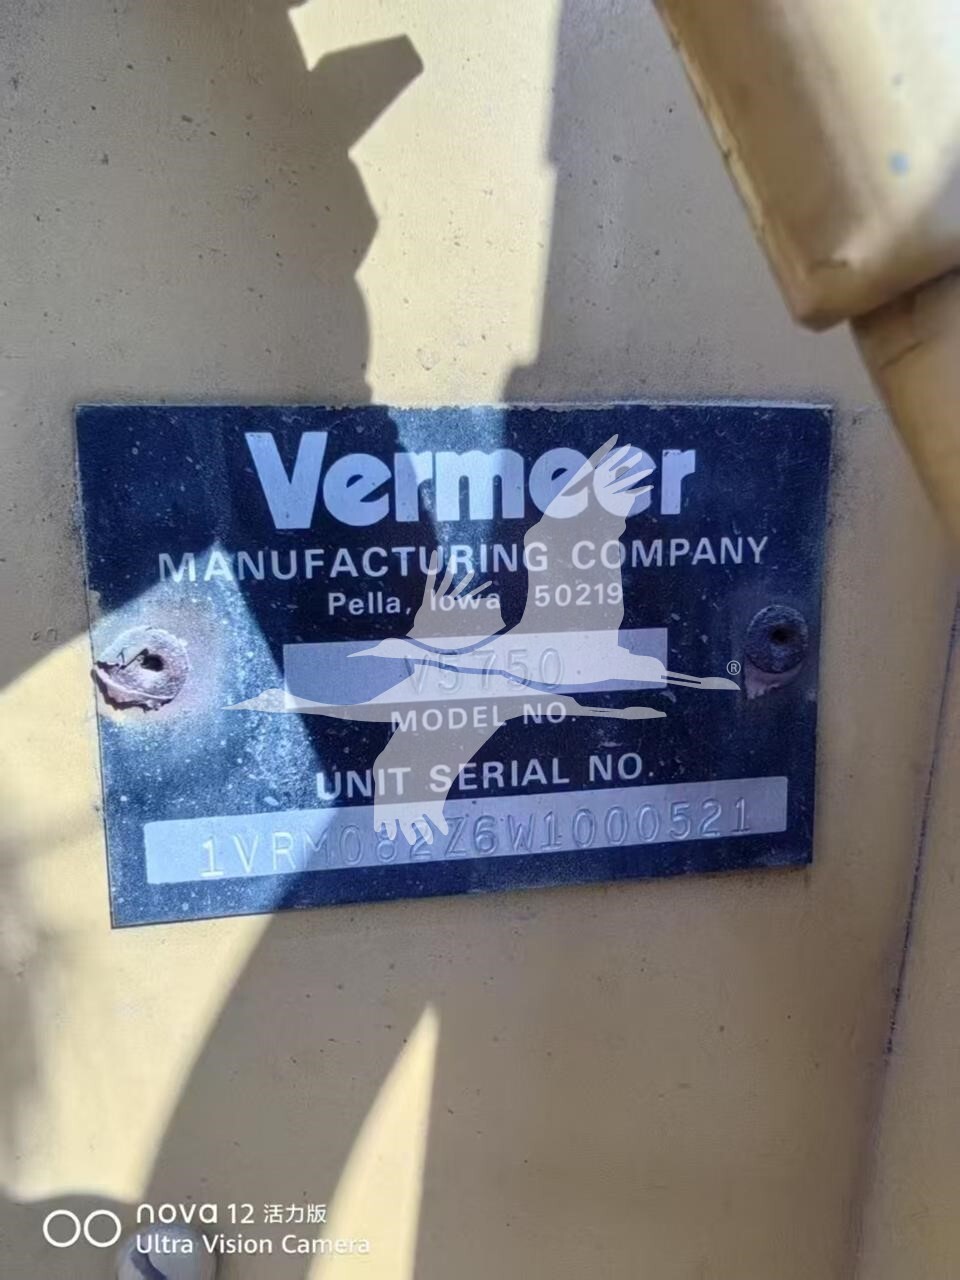 Vermeer
MANUFACTURING COMPANY
Pella, Iowa 50219
V5750
MODEL NO.
UNIT SERIAL NO.
1VRM082Z6W1000521
®
nova 12 活力版
Ultra Vision Camera